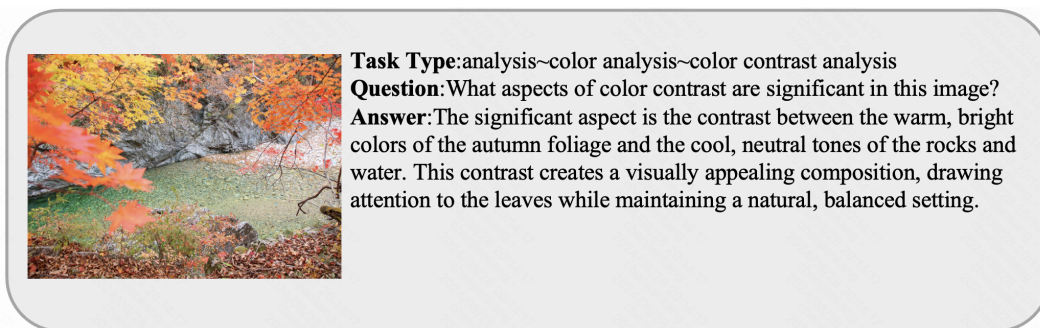 Task Type:analysis~color analysis~color contrast analysis
Question:What aspects of color contrast are significant in this image?
Answer:The significant aspect is the contrast between the warm, bright
colors of the autumn foliage and the cool, neutral tones of the rocks and
water. This contrast creates a visually appealing composition, drawing
attention to the leaves while maintaining a natural, balanced setting.